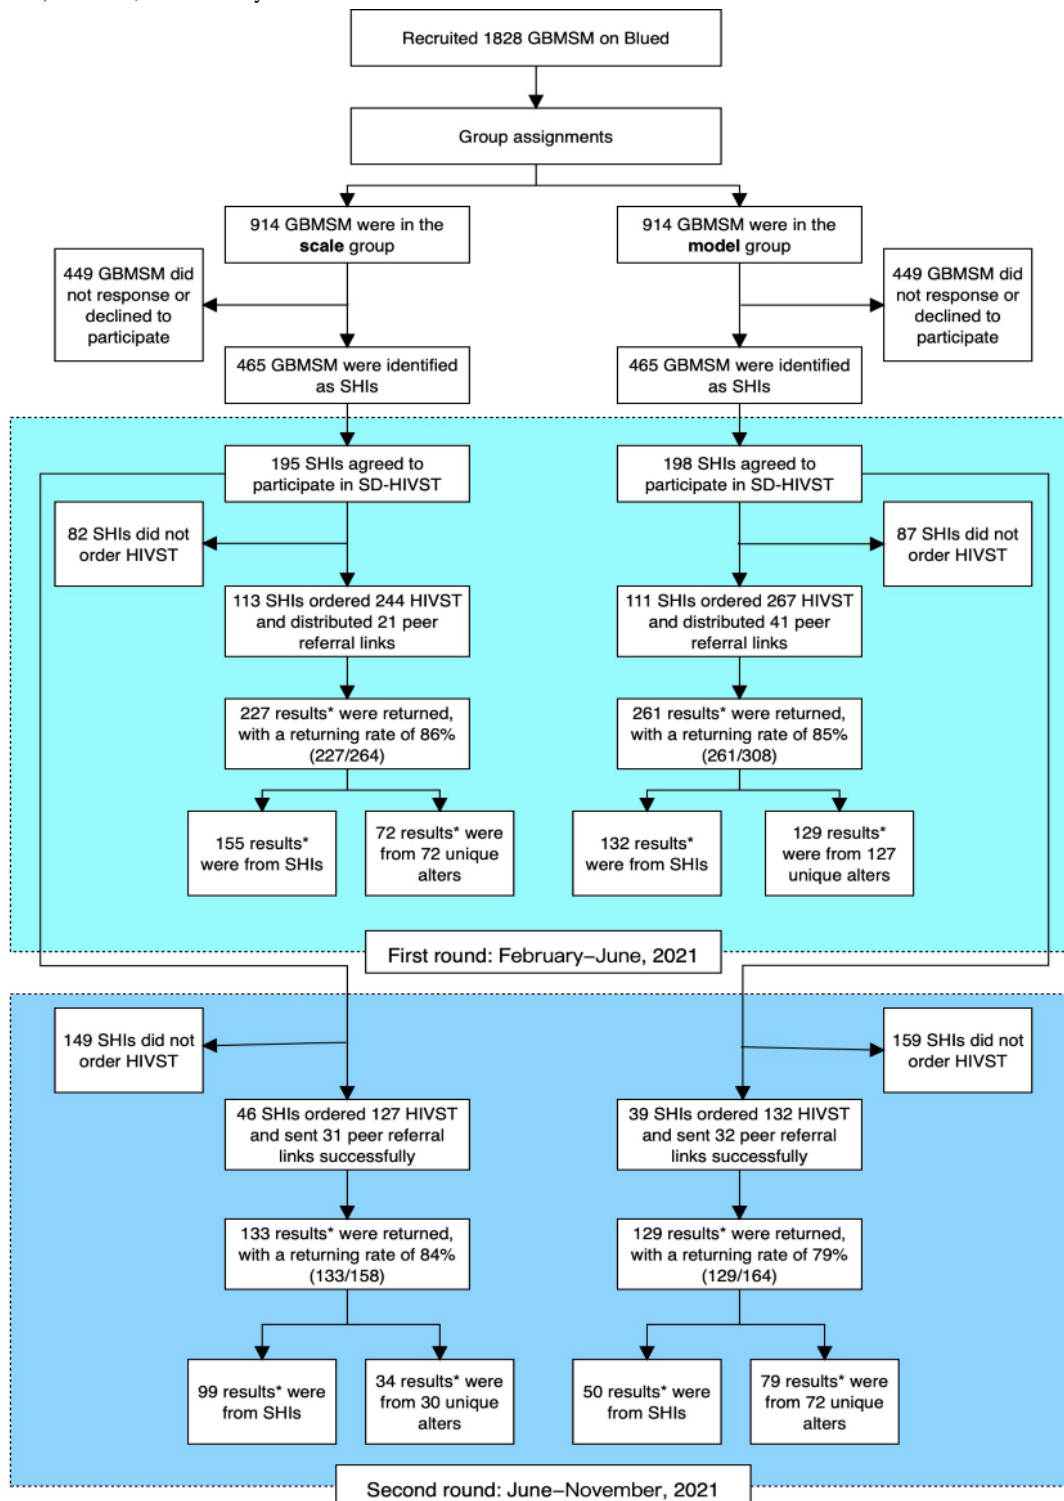 Recruited 1828 GBMSM on Blued
Group assignments
914 GBMSM were in the
scale group
914 GBMSM were in the
model group
449 GBMSM did
not response or
declined to
participate
449 GBMSM did
not response or
declined to
participate
465 GBMSM were identified
as SHIs
465 GBMSM were identified
as SHIs
195 SHIs agreed to
participate in SD-HIVST
198 SHIs agreed to
participate in SD-HIVST
82 SHIs did not
order HIVST
87 SHIs did not
order HIVST
113 SHIs ordered 244 HIVST
and distributed 21 peer
referral links
111 SHIs ordered 267 HIVST
and distributed 41 peer
referral links
227 results* were returned,
with a returning rate of 86%
(227/264)
261 results* were returned,
with a returning rate of 85%
(261/308)
155 results*
were from SHIs
72 results* were
from 72 unique
alters
132 results*
were from SHIs
129 results*
were from 127
unique alters
First round: February–June, 2021
149 SHIs did not
order HIVST
159 SHIs did not
order HIVST
46 SHIs ordered 127 HIVST
and sent 31 peer referral
links successfully
39 SHIs ordered 132 HIVST
and sent 32 peer referral
links successfully
133 results* were returned,
with a returning rate of 84%
(133/158)
129 results* were returned,
with a returning rate of 79%
(129/164)
99 results* were
from SHIs
34 results* were
from 30 unique
alters
50 results* were
from SHIs
79 results* were
from 72 unique
alters
Second round: June–November, 2021